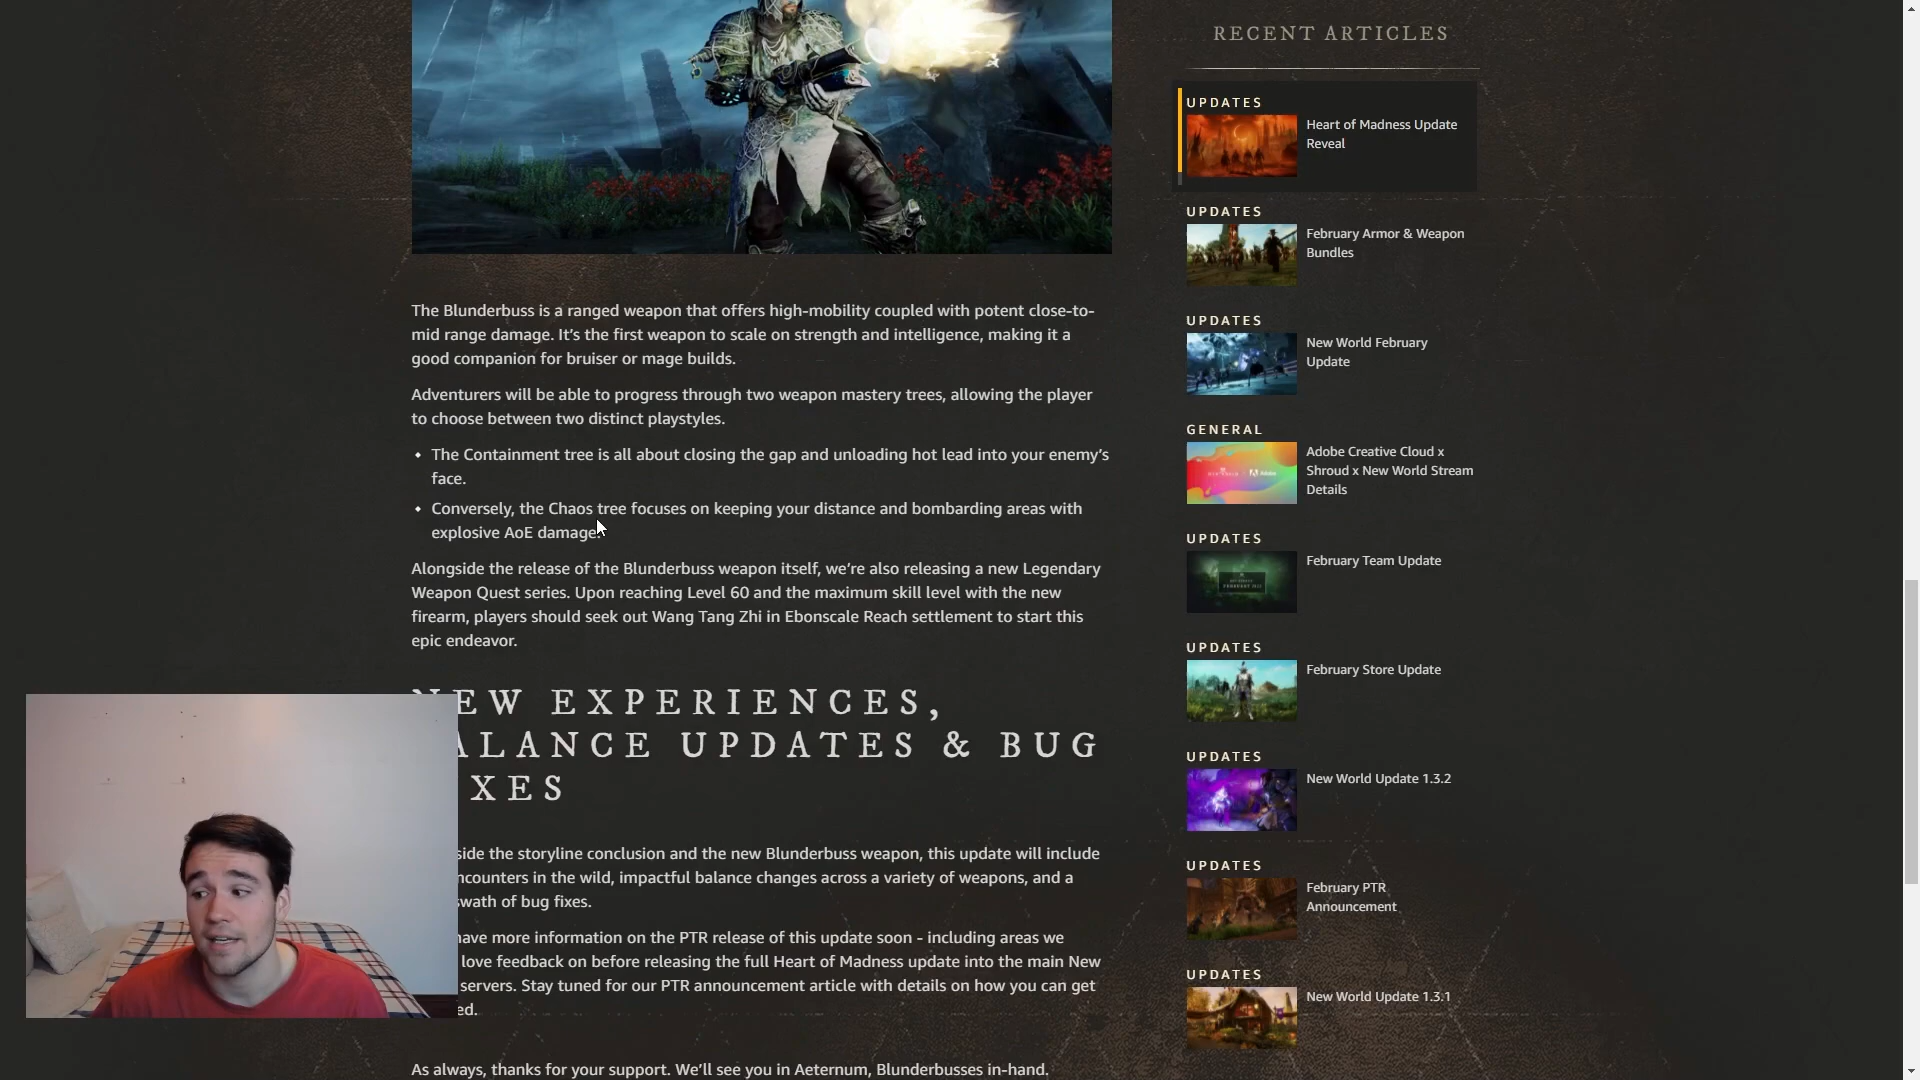 The Blunderbuss is a ranged weapon that offers high-mobility coupled with potent close-to-
mid range damage. It's the first weapon to scale on strength and intelligence, making it a
good companion for bruiser or mage builds.
Adventurers will be able to progress through two weapon mastery trees, allowing the player
to choose between two distinct playstyles.
• The Containment tree is all about closing the gap and unloading hot lead into your enemy's
face.
• Conversely, the Chaos tree focuses on keeping your distance and bombarding areas with
explosive AoE damage.
Alongside the release of the Blunderbuss weapon itself, we're also releasing a new Legendary
Weapon Quest series. Upon reaching Level 60 and the maximum skill level with the new
firearm, players should seek out Wang Tang Zhi in Ebonscale Reach settlement to start this
epic endeavor.
NEW EXPERIENCES,
ALANCE UPDATES & BUG
XES
side the storyline conclusion and the new Blunderbuss weapon, this update will include
ncounters in the wild, impactful balance changes across a variety of weapons, and a
swath of bug fixes.
have more information on the PTR release of this update soon - including areas we
love feedback on before releasing the full Heart of Madness update into the main New
servers. Stay tuned for our PTR announcement article with details on how you can get
ed.
As always, thanks for your support. We'll see you in Aeternum, Blunderbusses in-hand.
RECENT ARTICLES
UPDATES
Heart of Madness Update
Reveal
UPDATES
February Armor & Weapon
Bundles
UPDATES
New World February
Update
GENERAL
Adobe Creative Cloud x
Shroud x New World Stream
Details
UPDATES
February Team Update
UPDATES
February Store Update
UPDATES
New World Update 1.3.2
UPDATES
February PTR
Announcement
UPDATES
New World Update 1.3.1